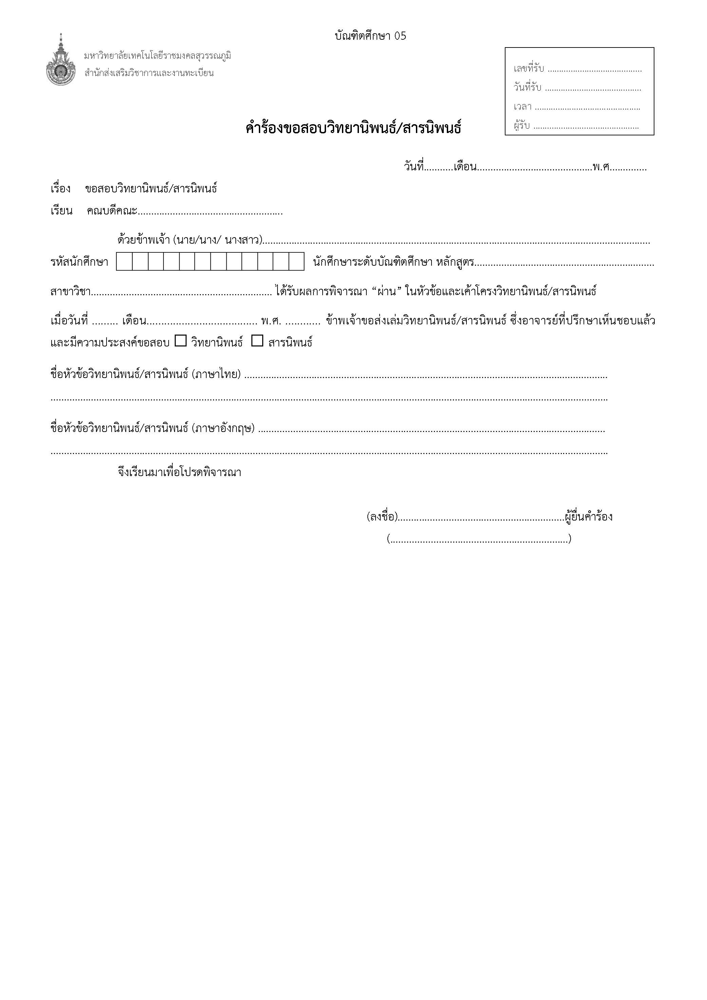 บัณฑิตศึกษา 05
มหาวิทยาลัยเทคโนโลยีราชมงคลสุวรรณภูมิ
สำนักส่งเสริมวิชาการและงานทะเบียน
เลขที่รับ .........................................
วันที่รับ ..........................................
เวลา ..............................................
ผู้รับ ..............................................
คำร้องขอสอบวิทยานิพนธ์/สารนิพนธ์
วันที่...........เดือน...........................................พ.ศ..............
เรื่อง ขอสอบวิทยานิพนธ์/สารนิพนธ์
เรียน คณบดีคณะ......................................................
ด้วยข้าพเจ้า (นาย/นาง/ นางสาว)................................................................................................................................................
รหัสนักศึกษา นักศึกษาระดับบัณฑิตศึกษา หลักสูตร...................................................................
สาขาวิชา................................................................... ได้รับผลการพิจารณา “ผ่าน” ในหัวข้อและเค้าโครงวิทยานิพนธ์/สารนิพนธ์
เมื่อวันที่ ......... เดือน...................................... พ.ศ. ............ ข้าพเจ้าขอส่งเล่มวิทยานิพนธ์/สารนิพนธ์ ซึ่งอาจารย์ที่ปรึกษาเห็นชอบแล้ว
และมีความประสงค์ขอสอบ ☐ วิทยานิพนธ์ ☐ สารนิพนธ์
ชื่อหัวข้อวิทยานิพนธ์/สารนิพนธ์ (ภาษาไทย) .......................................................................................................................................
...............................................................................................................................................................................................................
ชื่อหัวข้อวิทยานิพนธ์/สารนิพนธ์ (ภาษาอังกฤษ) .................................................................................................................................
...............................................................................................................................................................................................................
จึงเรียนมาเพื่อโปรดพิจารณา
(ลงชื่อ)..............................................................ผู้ยื่นคำร้อง
(..................................................................)